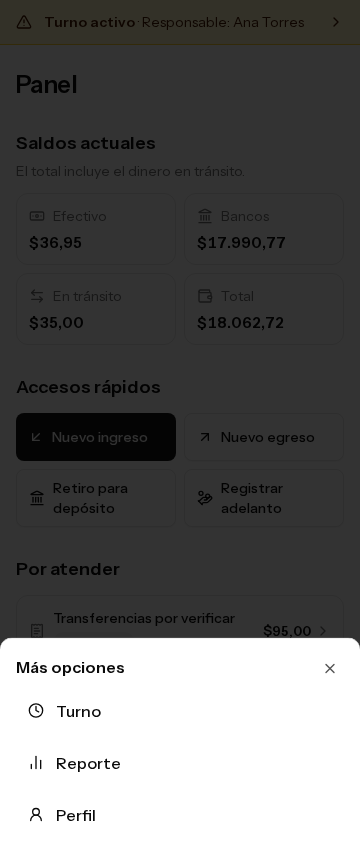 Turno activo · Responsable: Ana Torres
Panel
Saldos actuales
El total incluye el dinero en tránsito.
Efectivo
$36,95
Bancos
$17.990,77
En tránsito
$35,00
Total
$18.062,72
Accesos rápidos
Nuevo ingreso
Nuevo egreso
Retiro para
depósito
Registrar
adelanto
Por atender
Transferencias por verificar
$95,00
Más opciones
Turno
Reporte
Perfil